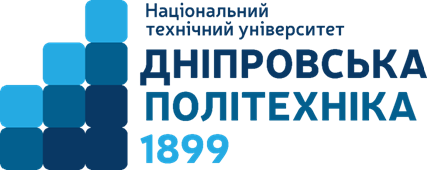 Національний
технічний університет
ДНІПРОВСЬКА
ПОЛІТЕХНІКА
1899